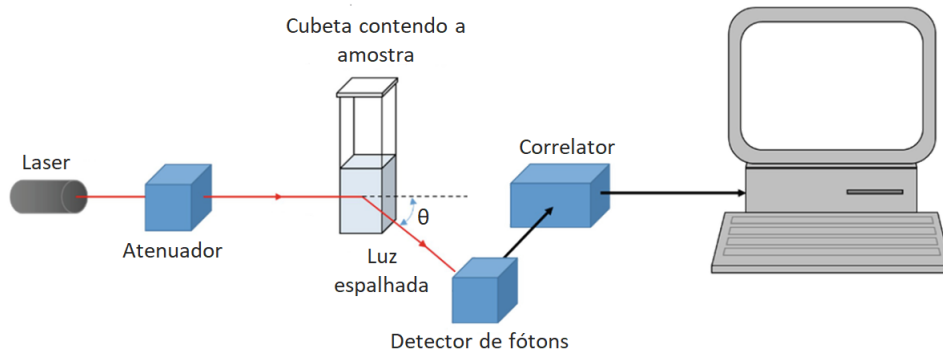 Cubeta contendo a
amostra
Laser
Atenuador
θ
Luz
espalhada
Correlator
Detector de fótons